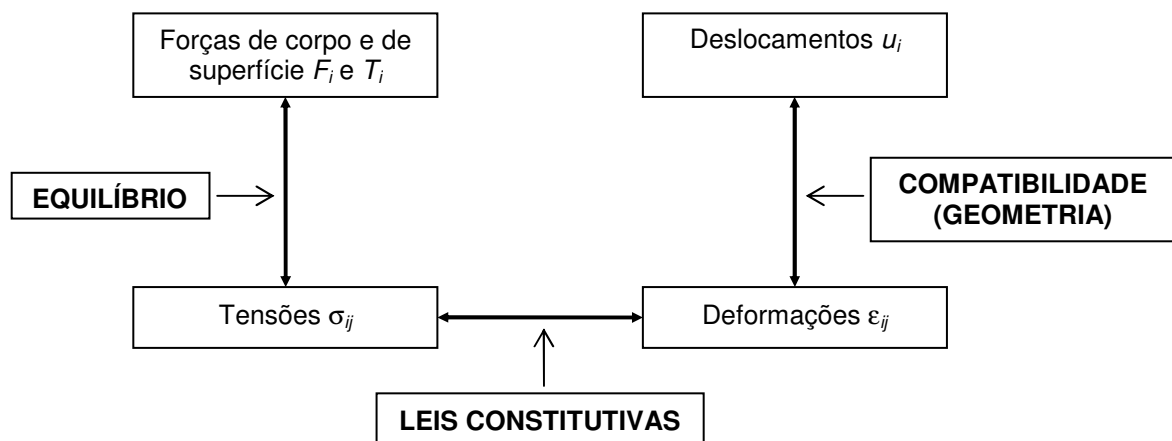 Forças de corpo e de
superfície Fi e Ti
Deslocamentos ui
EQUILÍBRIO
COMPATIBILIDADE
(GEOMETRIA)
Tensões σij
Deformações εij
LEIS CONSTITUTIVAS